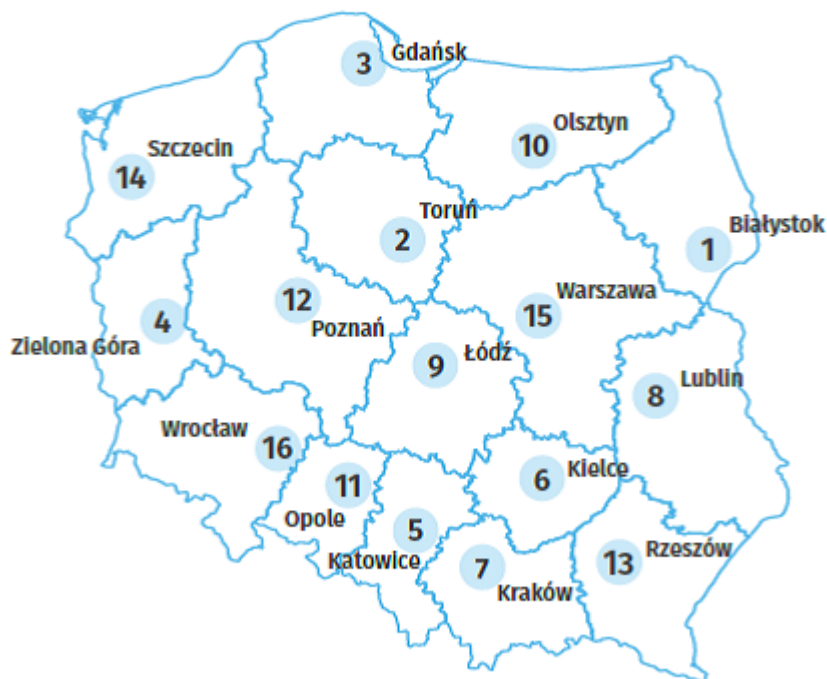 Gdańsk
3
Olsztyn
10
Szczecin
14
Toruń
2
Białystok
1
12
Poznań
Warszawa
15
4
Zielona Góra
Łódź
9
Lublin
8
Wrocław
16
Kielce
6
11
Opole
5
Katowice
7
Kraków
Rzeszów
13